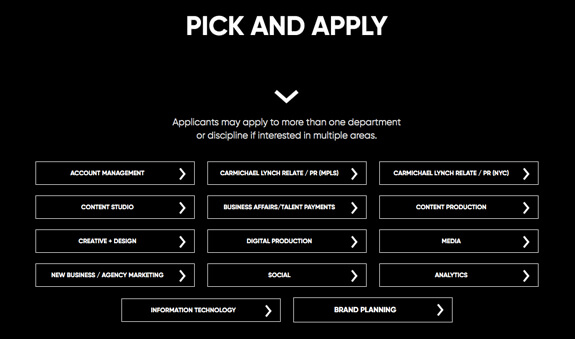 PICK AND APPLY
Applicants may apply to more than one department
or discipline if interested in multiple areas.
ACCOUNT MANAGEMENT
CARMICHAEL LYNCH RELATE / PR (MPLS)
CARMICHAEL LYNCH RELATE / PR (NYC)
CONTENT STUDIO
BUSINESS AFFAIRS/TALENT PAYMENTS
CONTENT PRODUCTION
CREATIVE + DESIGN
DIGITAL PRODUCTION
MEDIA
NEW BUSINESS / AGENCY MARKETING
SOCIAL
ANALYTICS
INFORMATION TECHNOLOGY
BRAND PLANNING